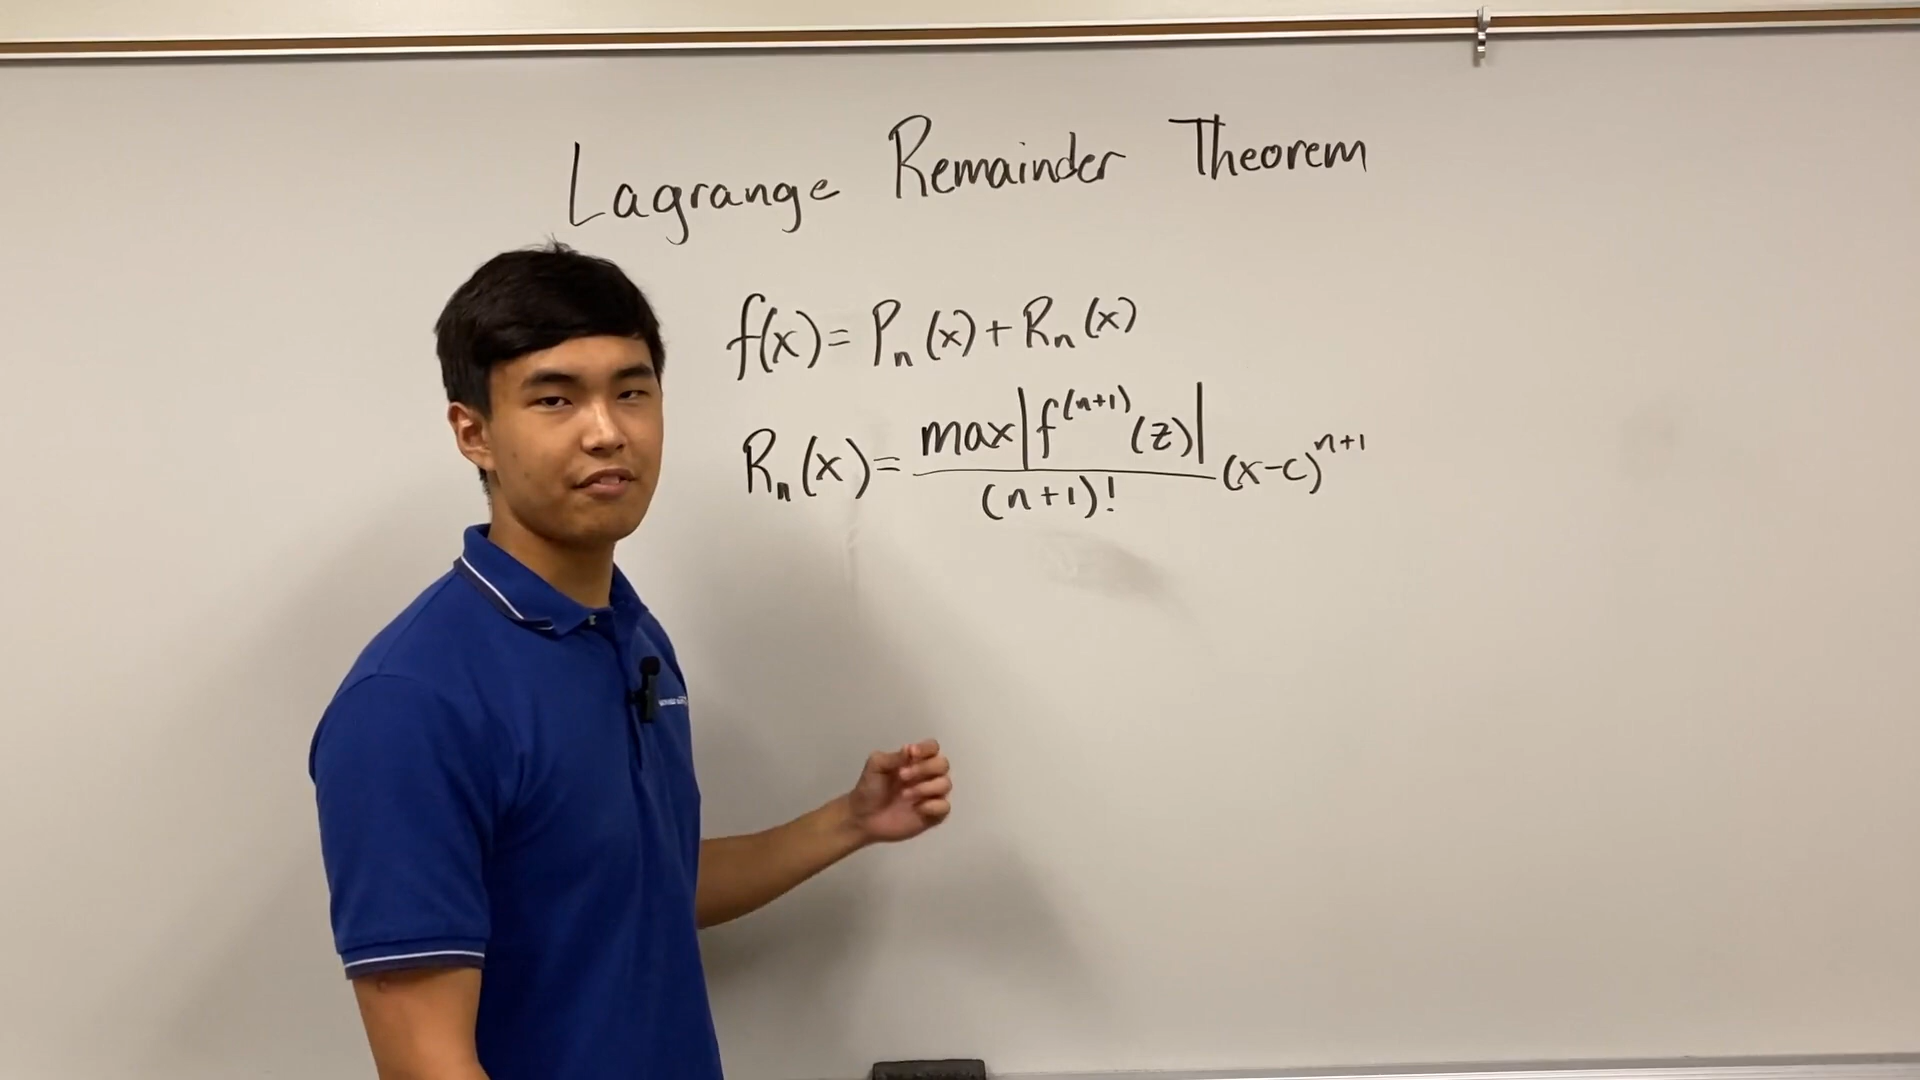 Lagrange Remainder Theorem
f(x) = Pₙ(x) + Rₙ(x)
Rₙ(x) = max|f⁽ⁿ⁺¹⁾(z)| / (n+1)! (x-c)ⁿ⁺¹